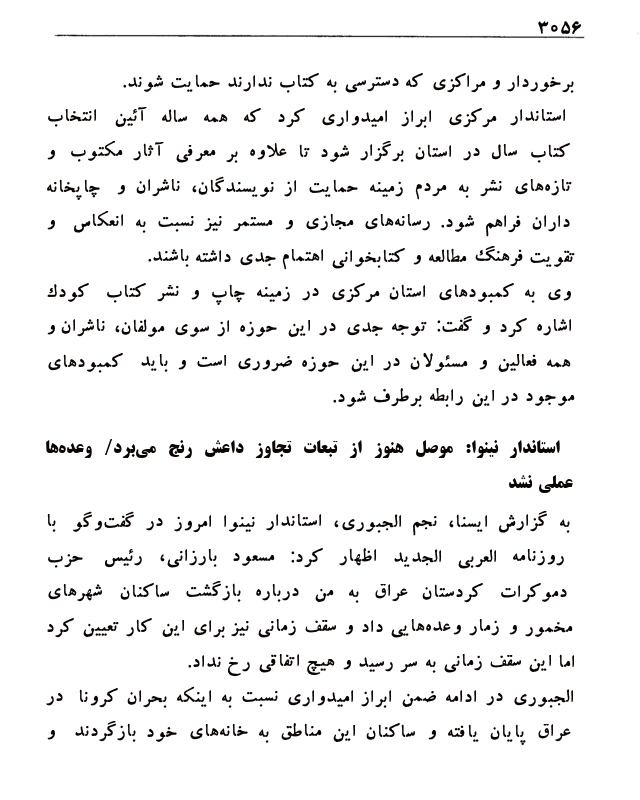 ۳۰۵۶
برخوردار و مراکزی که دسترسی به کتاب ندارند حمایت شوند.
استاندار مرکزی ابراز امیدواری کرد که همه ساله آئین انتخاب
کتاب سال در استان برگزار شود تا علاوه بر معرفی آثار مکتوب و
تازه‌های نشر به مردم زمینه حمایت از نویسندگان، ناشران و چاپخانه
داران فراهم شود. رسانه‌های مجازی و مستمر نیز نسبت به انعکاس و
تقویت فرهنگ مطالعه و کتابخوانی اهتمام جدی داشته باشند.
وی به کمبودهای استان مرکزی در زمینه چاپ و نشر کتاب کودك
اشاره کرد و گفت: توجه جدی در این حوزه از سوی مولفان، ناشران و
همه فعالین و مسئولان در این حوزه ضروری است و باید کمبودهای
موجود در این رابطه برطرف شود.
استاندار نینوا: موصل هنوز از تبعات تجاوز داعش رنج می‌برد/ وعده‌ها
عملی نشد
به گزارش ایسنا، نجم الجبوری، استاندار نینوا امروز در گفت‌وگو با
روزنامه العربی الجدید اظهار کرد: مسعود بارزانی، رئیس حزب
دموکرات کردستان عراق به من درباره بازگشت ساکنان شهرهای
مخمور و زمار وعده‌هایی داد و سقف زمانی نیز برای این کار تعیین کرد
اما این سقف زمانی به سر رسید و هیچ اتفاقی رخ نداد.
الجبوری در ادامه ضمن ابراز امیدواری نسبت به اینکه بحران کرونا در
عراق پایان یافته و ساکنان این مناطق به خانه‌های خود بازگردند و